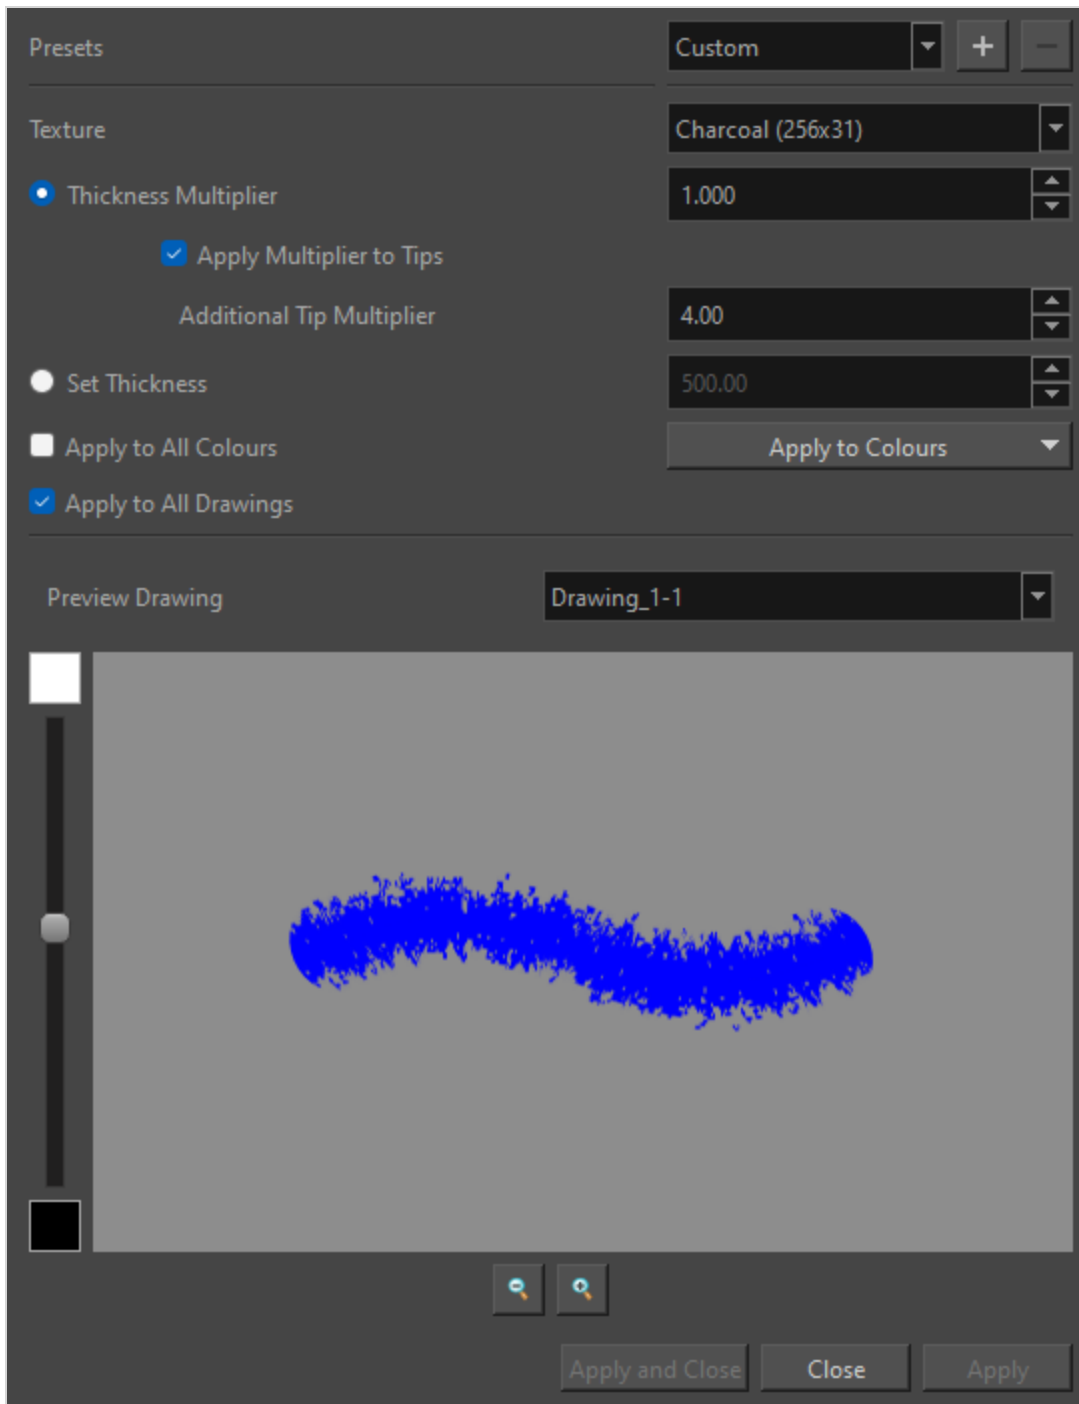 Presets Custom
Texture Charcoal (256x31)
Thickness Multiplier 1.000
Apply Multiplier to Tips
Additional Tip Multiplier 4.00
Set Thickness 500.00
Apply to All Colours Apply to Colours
Apply to All Drawings
Preview Drawing Drawing_1-1
Apply and Close Close Apply